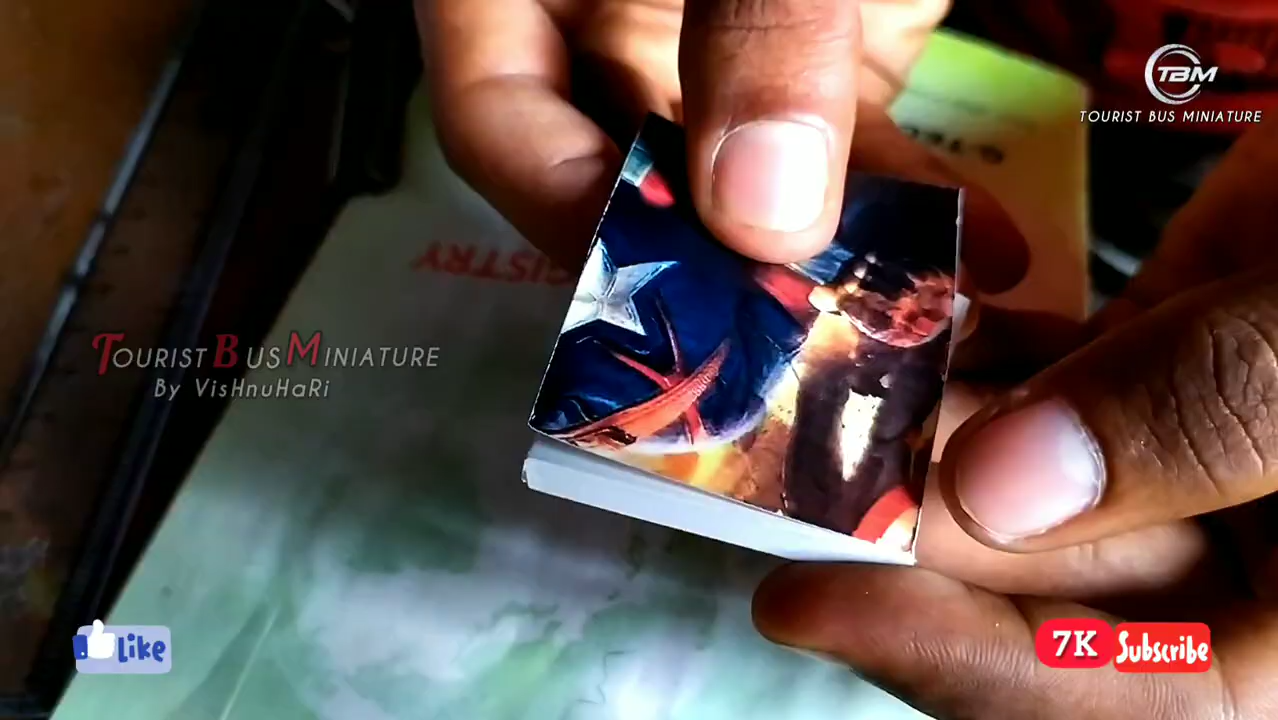 TBM
TOURIST BUS MINIATURE
ISTRY
TOURIST BUS MINIATURE
By VisHnuHaRi
Like
7K Subscribe